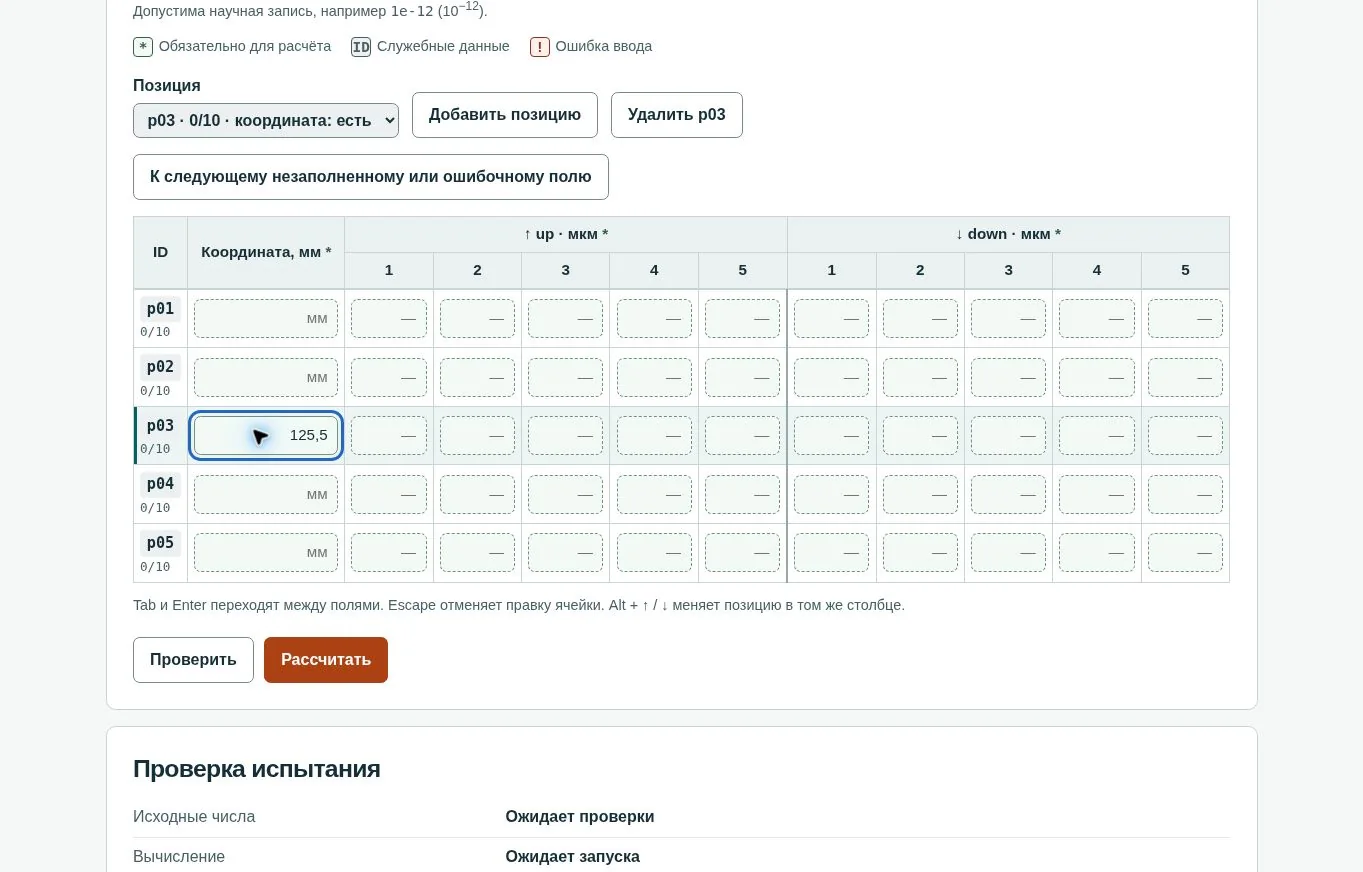 Допустима научная запись, например 1e-12 (10⁻¹²).
* Обязательно для расчёта ID Служебные данные ! Ошибка ввода
Позиция
p03 · 0/10 · координата: есть Добавить позицию Удалить p03
К следующему незаполненному или ошибочному полю
ID Координата, мм * ↑ up · мкм * ↓ down · мкм *
1 2 3 4 5 1 2 3 4 5
p01 мм — — — — — — — — — —
0/10
p02 мм — — — — — — — — — —
0/10
p03 125,5 — — — — — — — — — —
0/10
p04 мм — — — — — — — — — —
0/10
p05 мм — — — — — — — — — —
0/10
Tab и Enter переходят между полями. Escape отменяет правку ячейки. Alt + ↑ / ↓ меняет позицию в том же столбце.
Проверить Рассчитать
Проверка испытания
Исходные числа Ожидает проверки
Вычисление Ожидает запуска